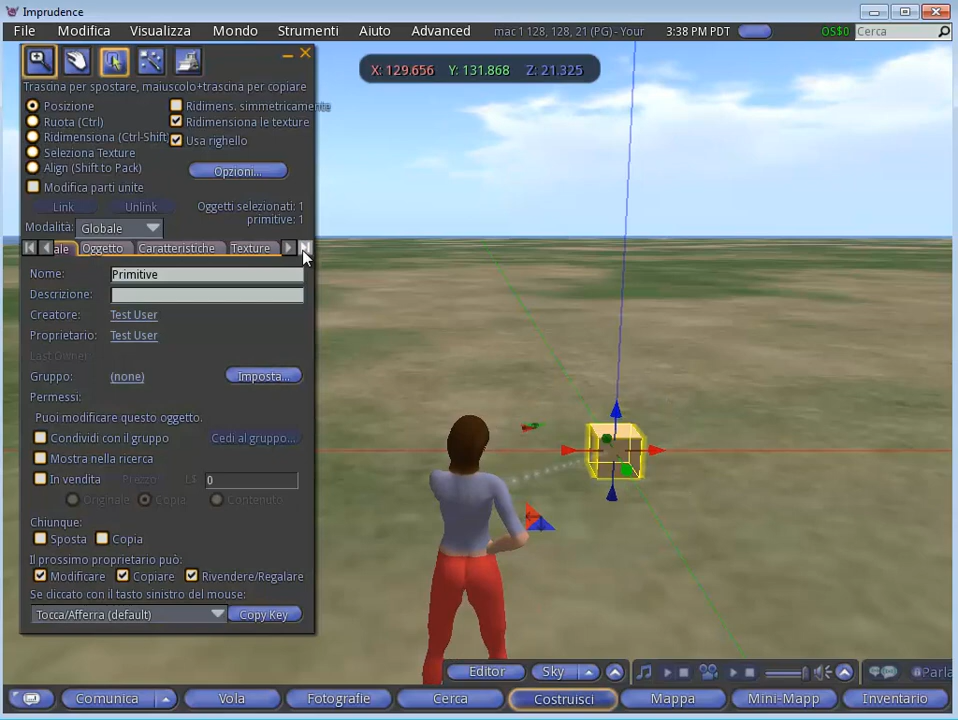 Imprudence
File Modifica Visualizza Mondo Strumenti Aiuto Advanced mac 1 128, 128, 21 (PG) - Your 3:38 PM PDT OS$0 Cerca
X: 129.656 Y: 131.868 Z: 21.325
Trascina per spostare, maiuscolo+trascina per copiare
Posizione Ridimens. simmetricamente
Ruota (Ctrl) Ridimensiona le texture
Ridimensiona (Ctrl-Shift) Usa righello
Seleziona Texture
Align (Shift to Pack) Opzioni...
Modifica parti unite
Link Unlink Oggetti selezionati: 1
primitive: 1
Modalità: Globale
ale Oggetto Caratteristiche Texture
Nome: Primitive
Descrizione:
Creatore: Test User
Proprietario: Test User
Last Owner:
Gruppo: (none) Imposta...
Permessi:
Puoi modificare questo oggetto.
Condividi con il gruppo Cedi al gruppo...
Mostra nella ricerca
In vendita Prezzo: L$ 0
Originale Copia Contenuto
Chiunque:
Sposta Copia
Il prossimo proprietario può:
Modificare Copiare Rivendere/Regalare
Se cliccato con il tasto sinistro del mouse:
Tocca/Afferra (default) Copy Key
Editor Sky Parla
Comunica Vola Fotografie Cerca Costruisci Mappa Mini-Mapp Inventario